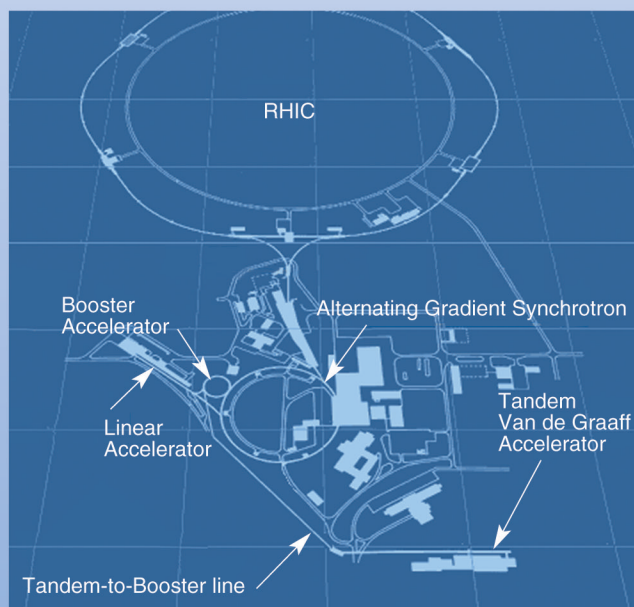 RHIC
Booster
Accelerator
Alternating Gradient Synchrotron
Linear
Accelerator
Tandem
Van de Graaff
Accelerator
Tandem-to-Booster line